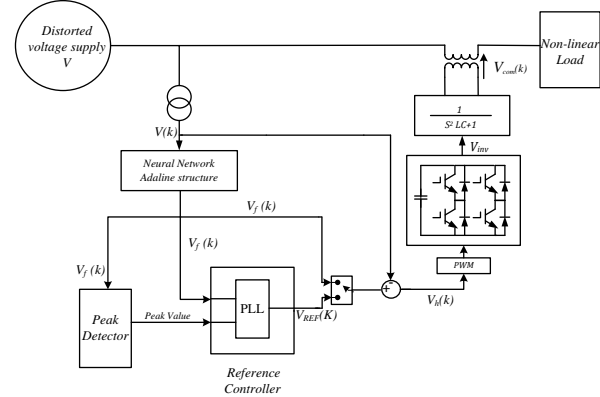 Distorted
voltage supply
V
Non-linear
Load
V_com(k)
1
S² LC+1
V(k)
V_inv
Neural Network
Adaline structure
V_f (k)
V_f (k)
V_f (k)
PWM
Peak
Detector
Peak Value
PLL
V_REF(K)
+
-
V_h(k)
Reference
Controller